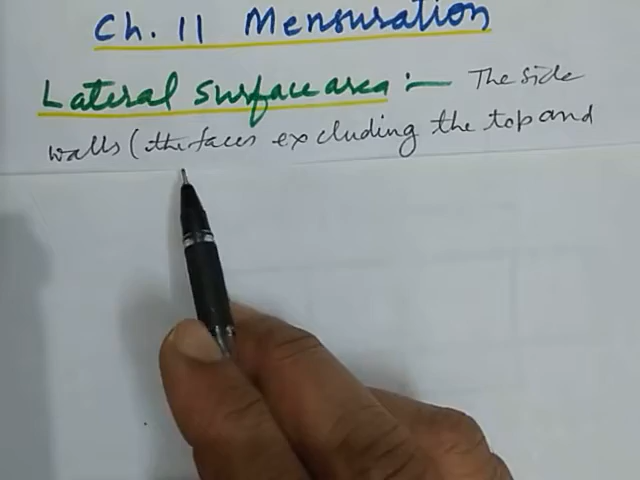 Ch. 11 Mensuration
Lateral surface area :— The side
walls (the faces excluding the top and